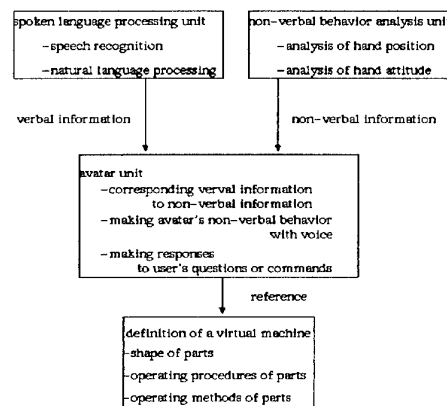 spoken language processing unit
-speech recognition
-natural language processing
non-verbal behavior analysis uni
-analysis of hand position
-analysis of hand attitude
verbal information
non-verbal information
avatar unit
-corresponding verval information
to non-verbal information
-making avatar's non-verbal behavior
with voice
-making responses
to user's questions or commands
reference
definition of a virtual machine
-shape of parts
-operating procedures of parts
-operating methods of parts